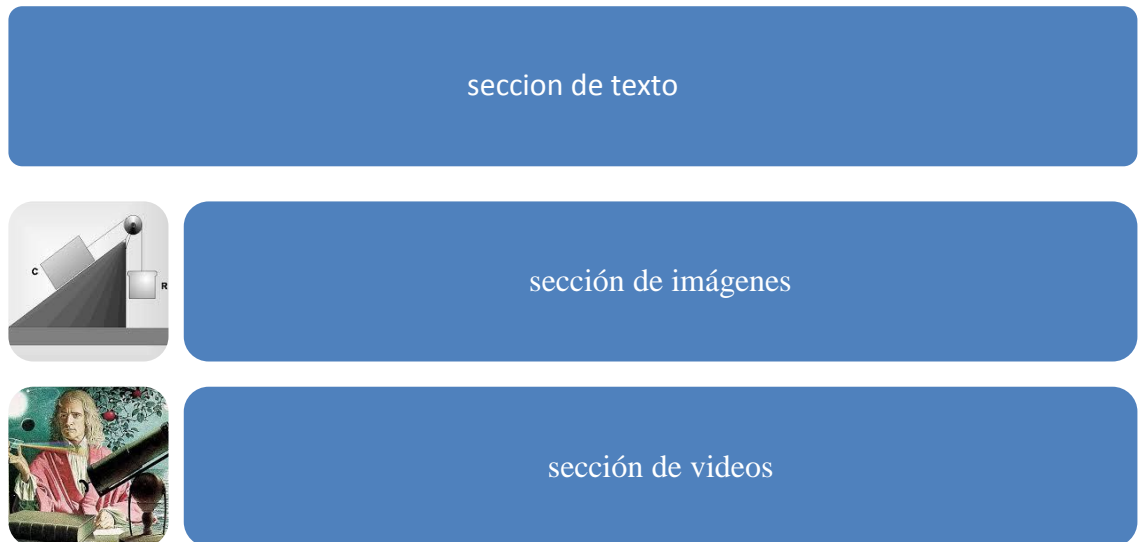 seccion de texto
C
R
sección de imágenes
sección de videos